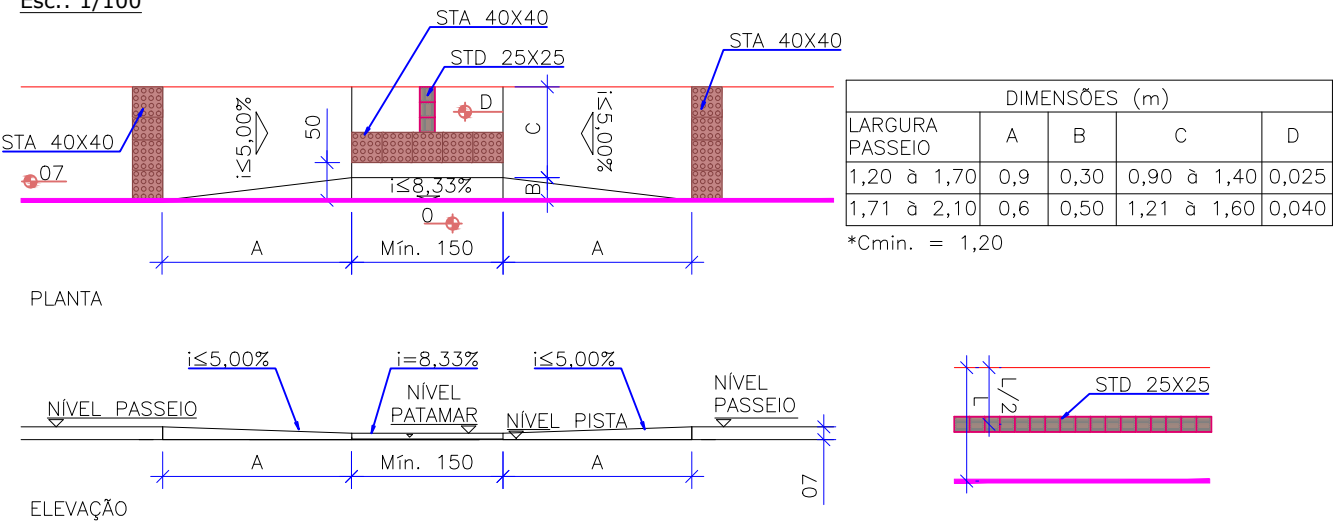 Esc.: 1/100
STA 40X40
STD 25X25
STA 40X40
STA 40X40
i≤5,00%
50
D
C
i≤5,00%
07
i≤8,33%
B
0
A
Mín. 150
A
PLANTA
DIMENSÕES (m)
LARGURA PASSEIO A B C D
1,20 à 1,70 0,9 0,30 0,90 à 1,40 0,025
1,71 à 2,10 0,6 0,50 1,21 à 1,60 0,040
*Cmin. = 1,20
i≤5,00%
i=8,33%
i≤5,00%
NÍVEL PASSEIO
NÍVEL
PATAMAR
NÍVEL PISTA
NÍVEL
PASSEIO
A
Mín. 150
A
07
ELEVAÇÃO
L
L/2
STD 25X25